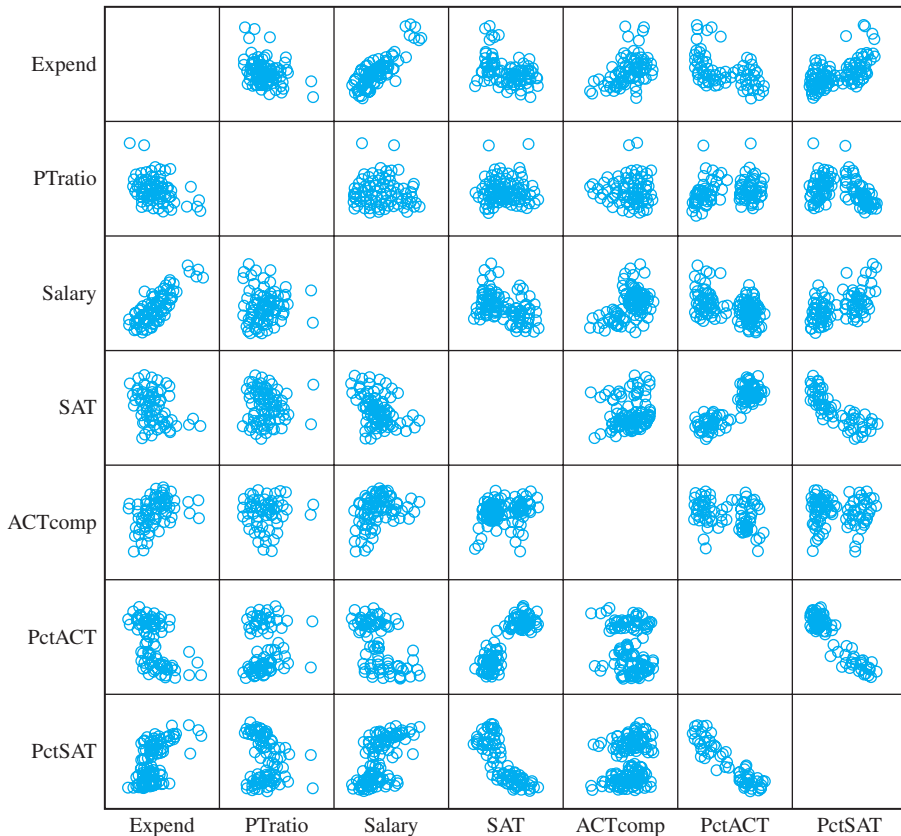 Expend
PTratio
Salary
SAT
ACTcomp
PctACT
PctSAT
Expend PTratio Salary SAT ACTcomp PctACT PctSAT